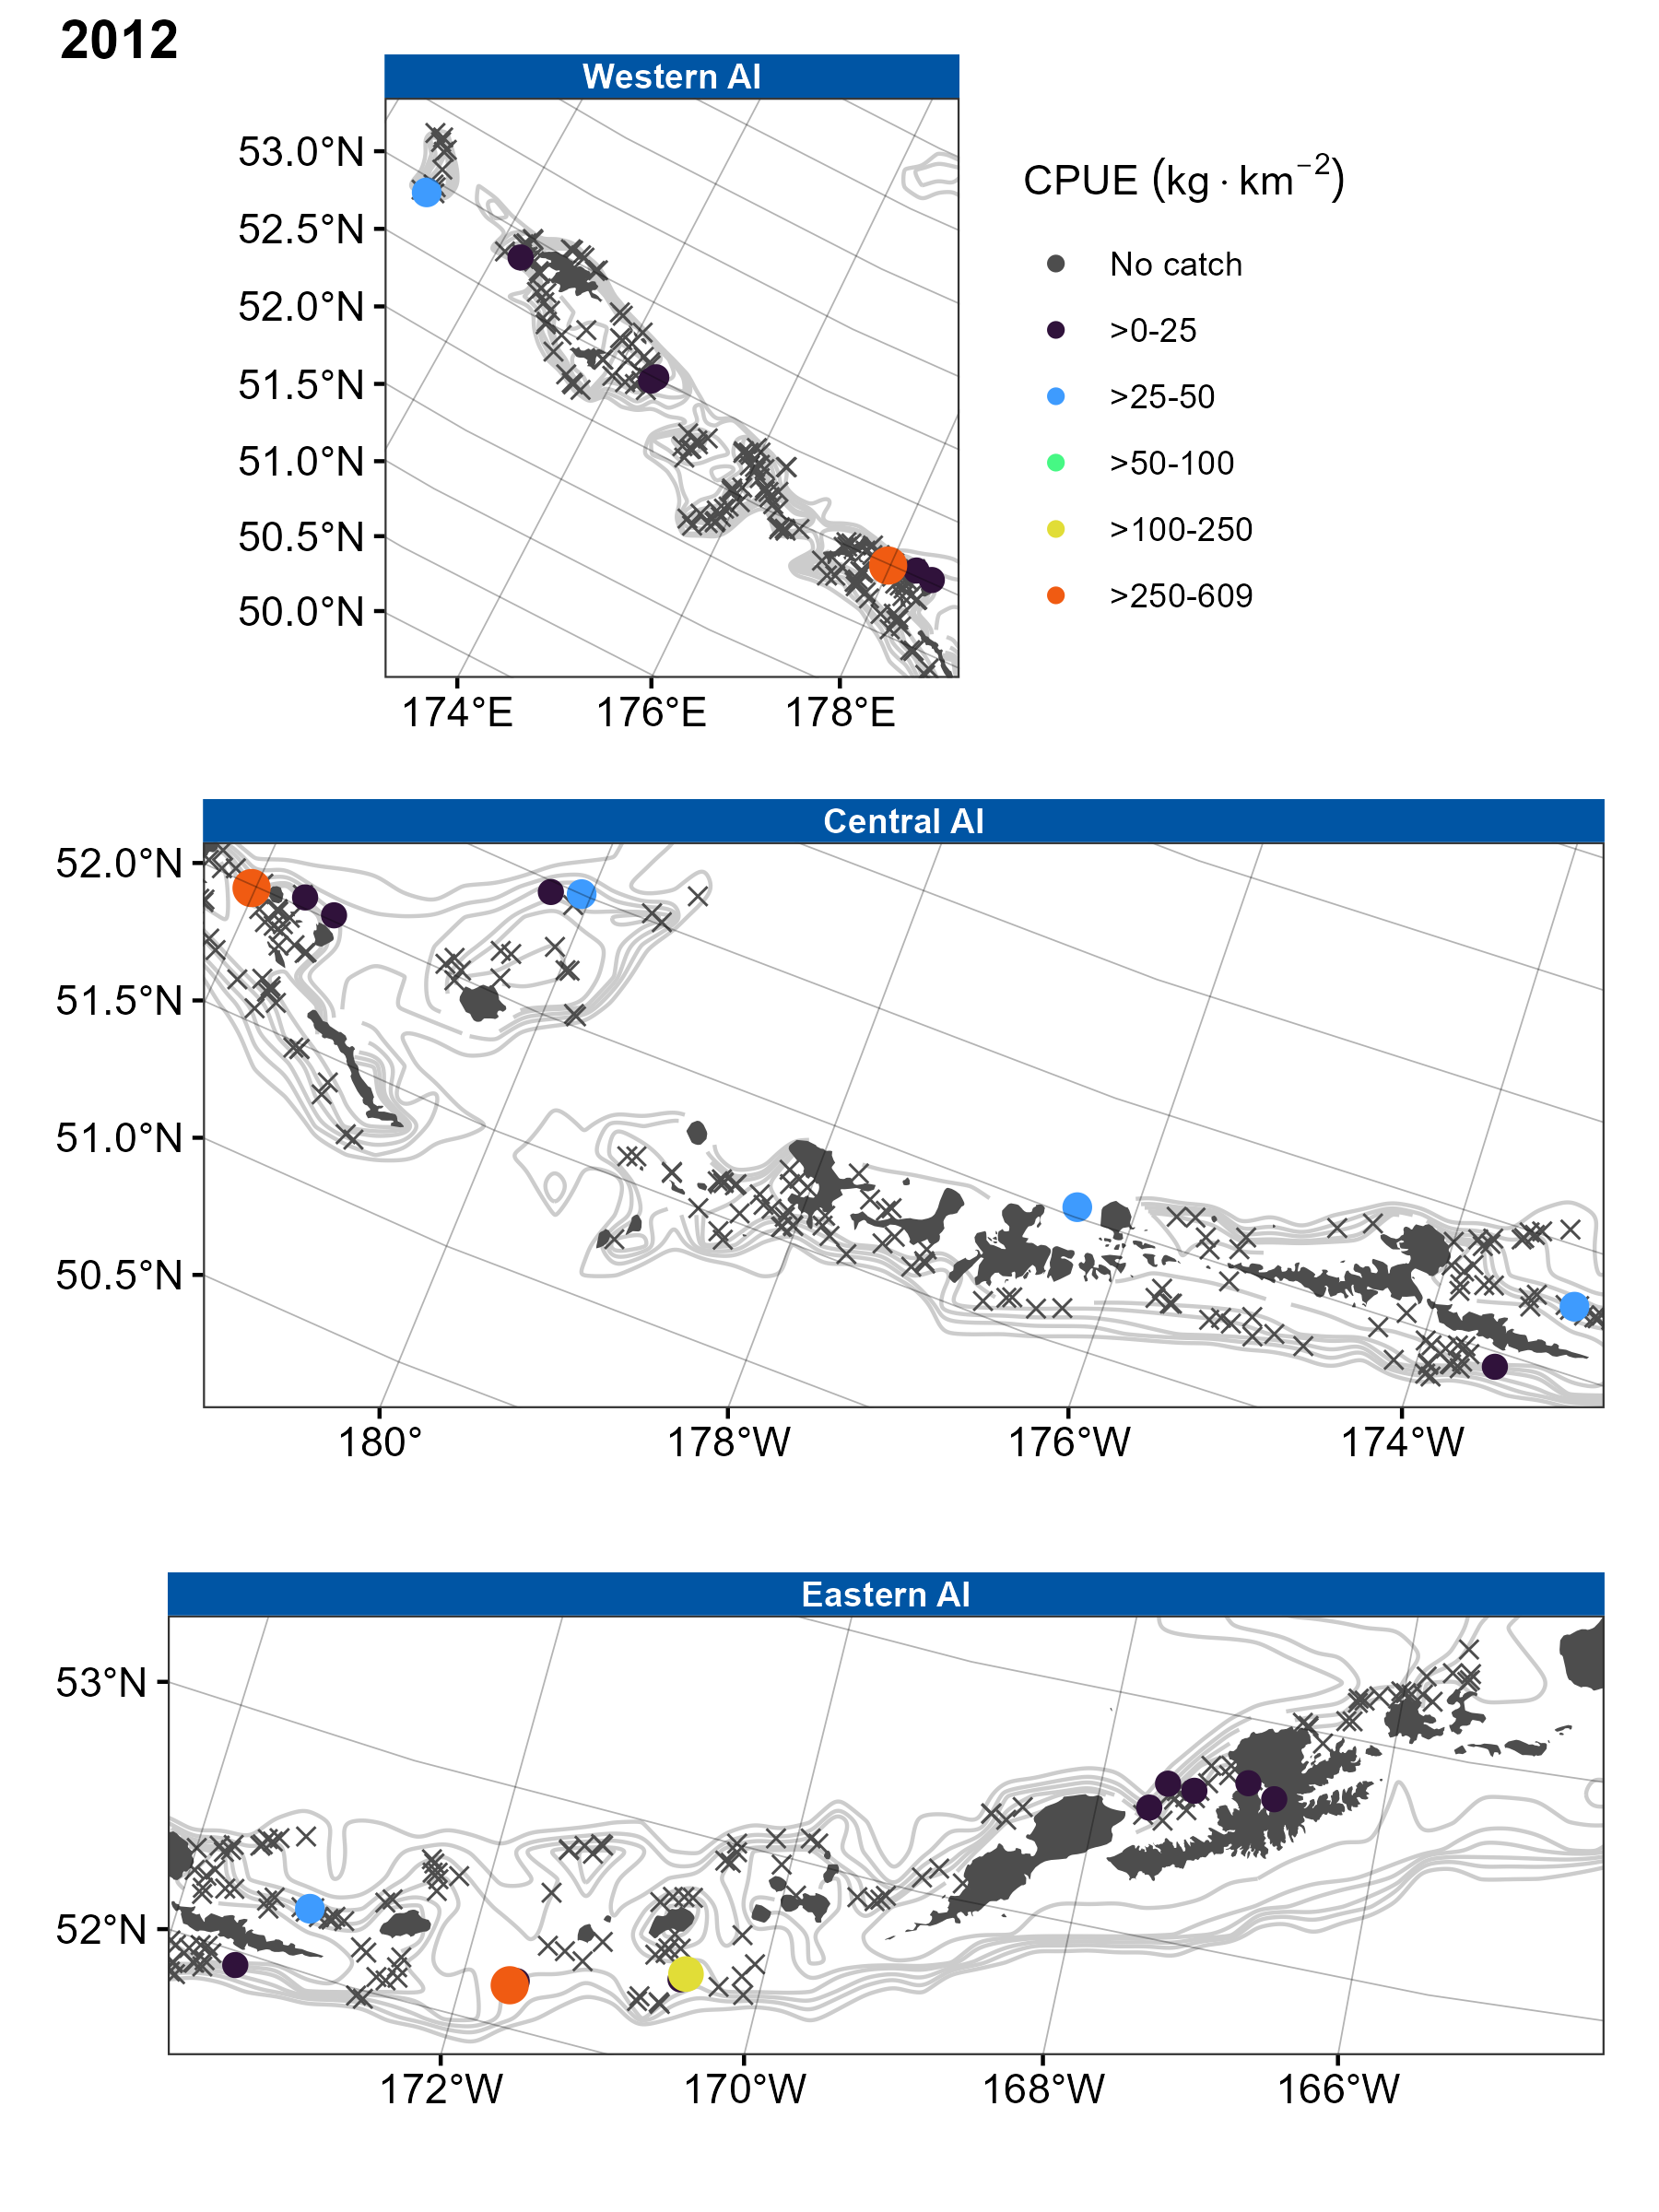 2012
Western AI
53.0°N
52.5°N
52.0°N
51.5°N
51.0°N
50.5°N
50.0°N
174°E 176°E 178°E
CPUE (kg · km⁻²)
No catch
>0-25
>25-50
>50-100
>100-250
>250-609
Central AI
52.0°N
51.5°N
51.0°N
50.5°N
180° 178°W 176°W 174°W
Eastern AI
53°N
52°N
172°W 170°W 168°W 166°W